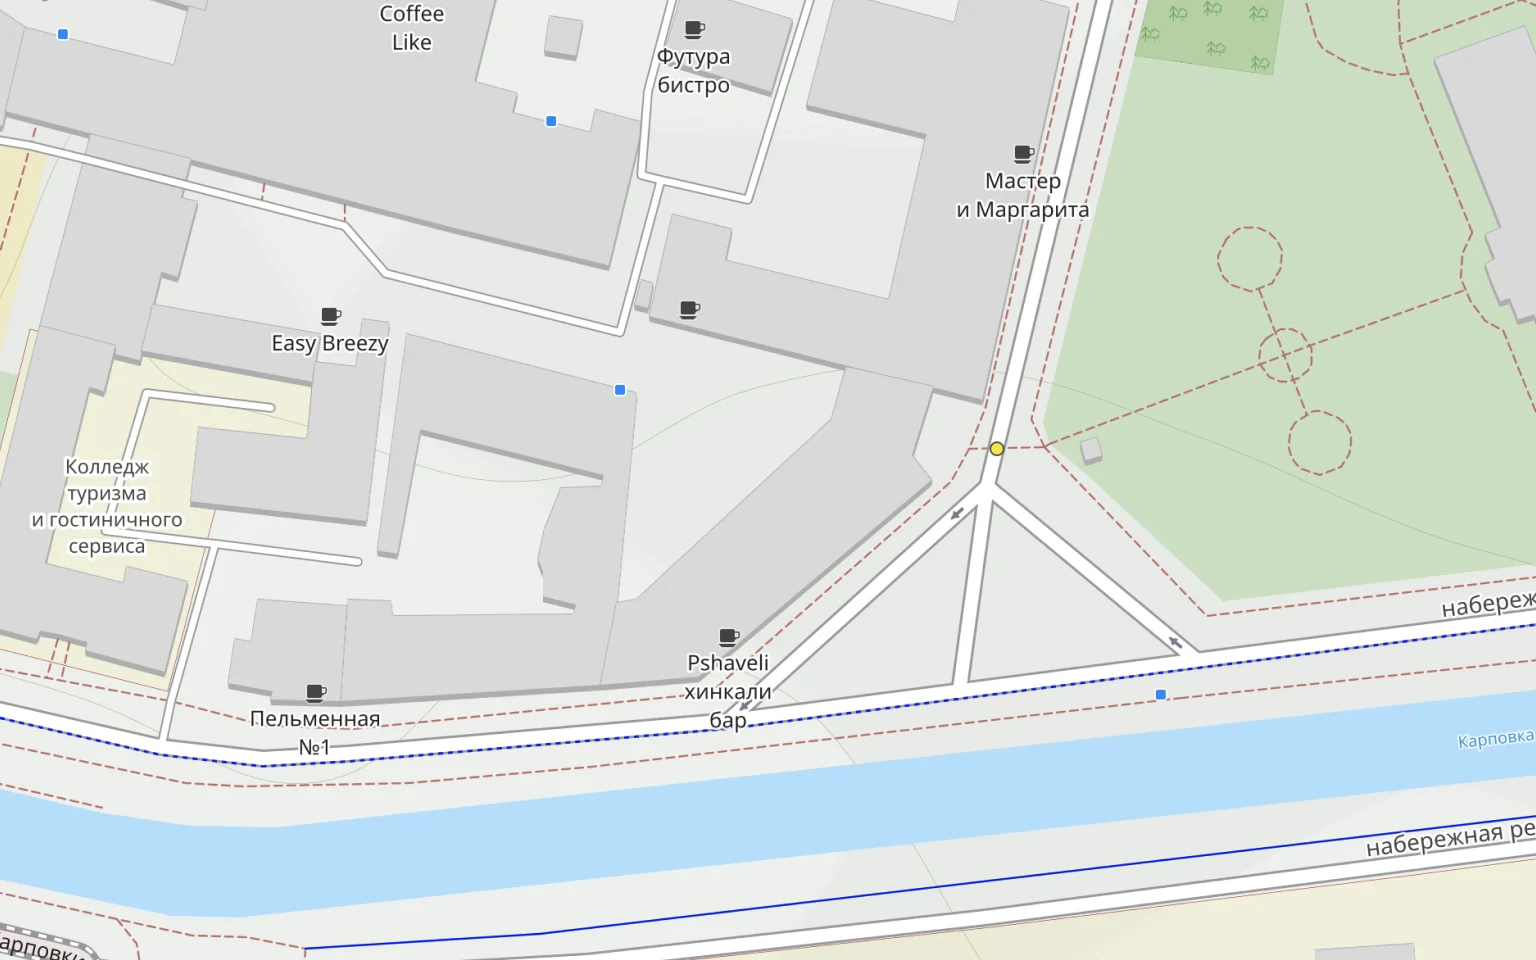 Coffee
Like
Футура
бистро
Мастер
и Маргарита
Easy Breezy
Колледж
туризма
и гостиничного
сервиса
набереж
Pshaveli
хинкали
бар
Пельменная
№1
Карповка
набережная ре
арповки